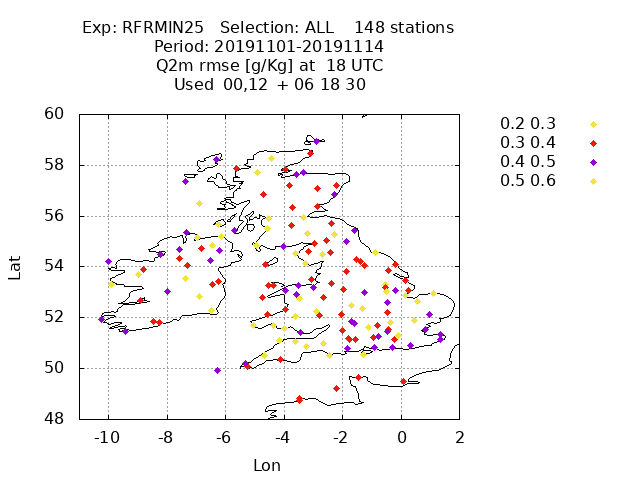 Exp: RFRMIN25   Selection: ALL    148 stations
Period: 20191101-20191114
Q2m rmse [g/Kg] at  18 UTC
Used  00,12  + 06 18 30
60
58
56
54
52
50
48
Lat
-10 -8 -6 -4 -2 0 2
Lon
0.2 0.3
0.3 0.4
0.4 0.5
0.5 0.6